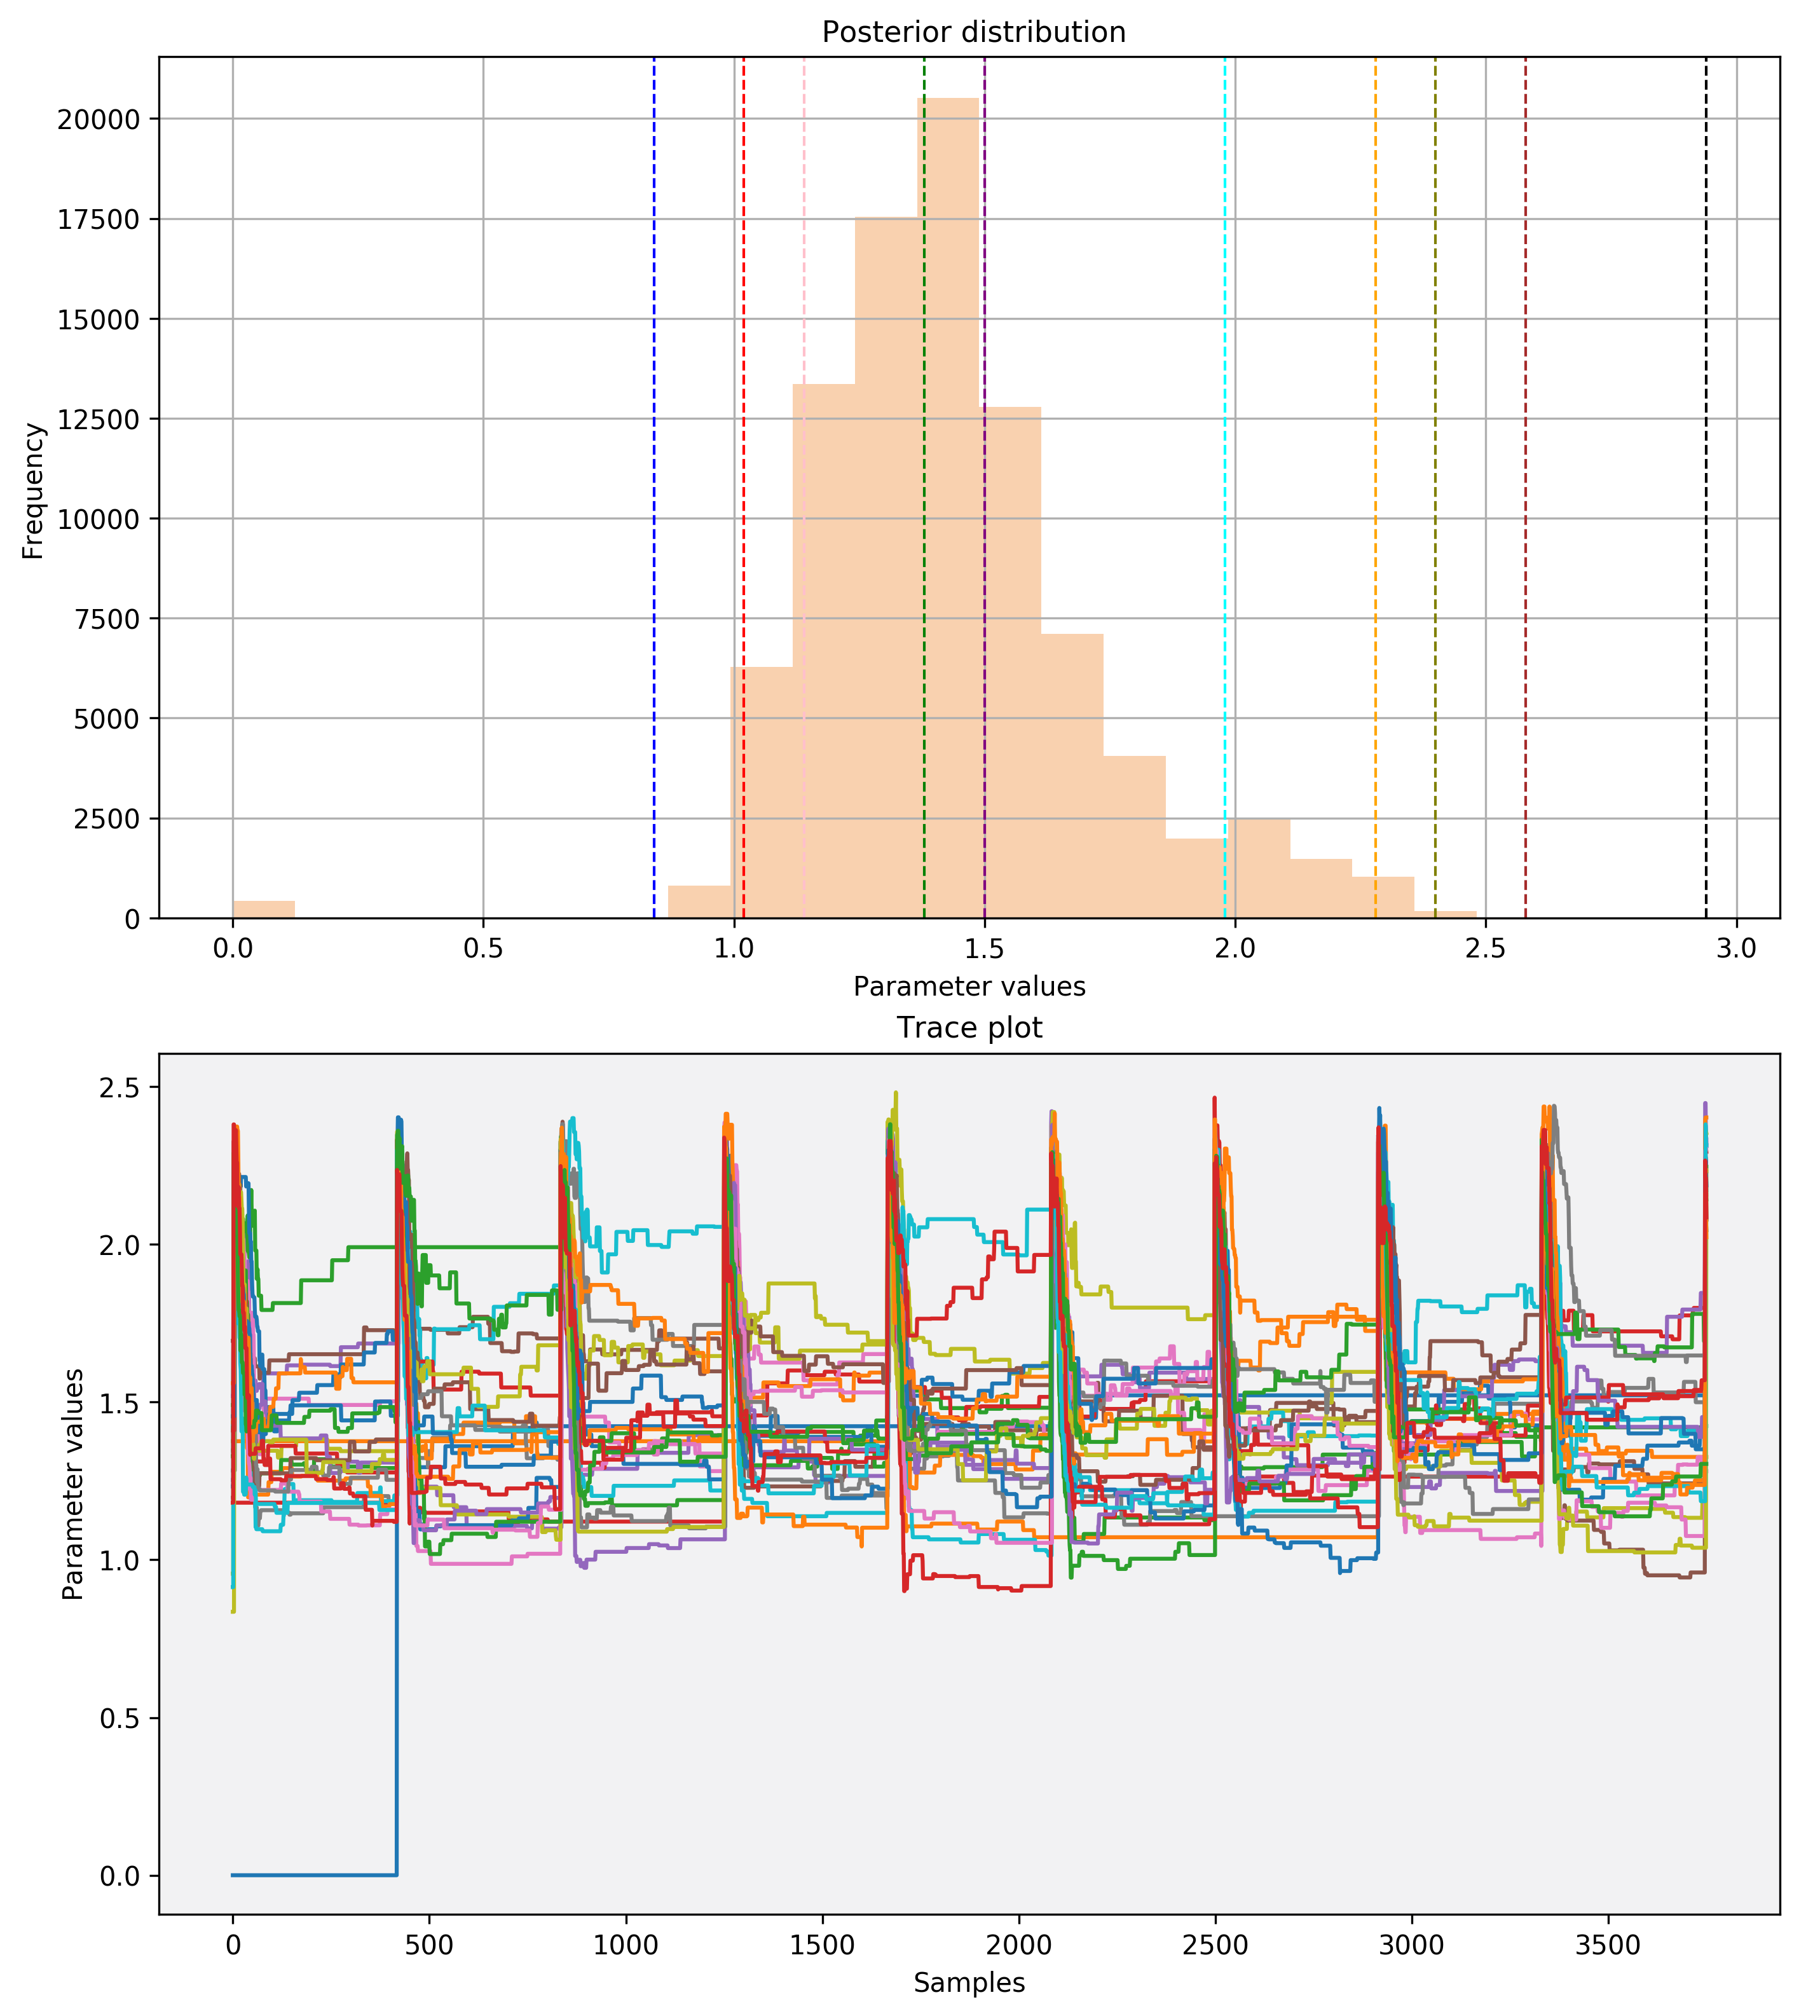 Posterior distribution
20000
17500
15000
12500
10000
7500
5000
2500
0
Frequency
0.0 0.5 1.0 1.5 2.0 2.5 3.0
Parameter values
Trace plot
2.5
2.0
1.5
1.0
0.5
0.0
Parameter values
0 500 1000 1500 2000 2500 3000 3500
Samples